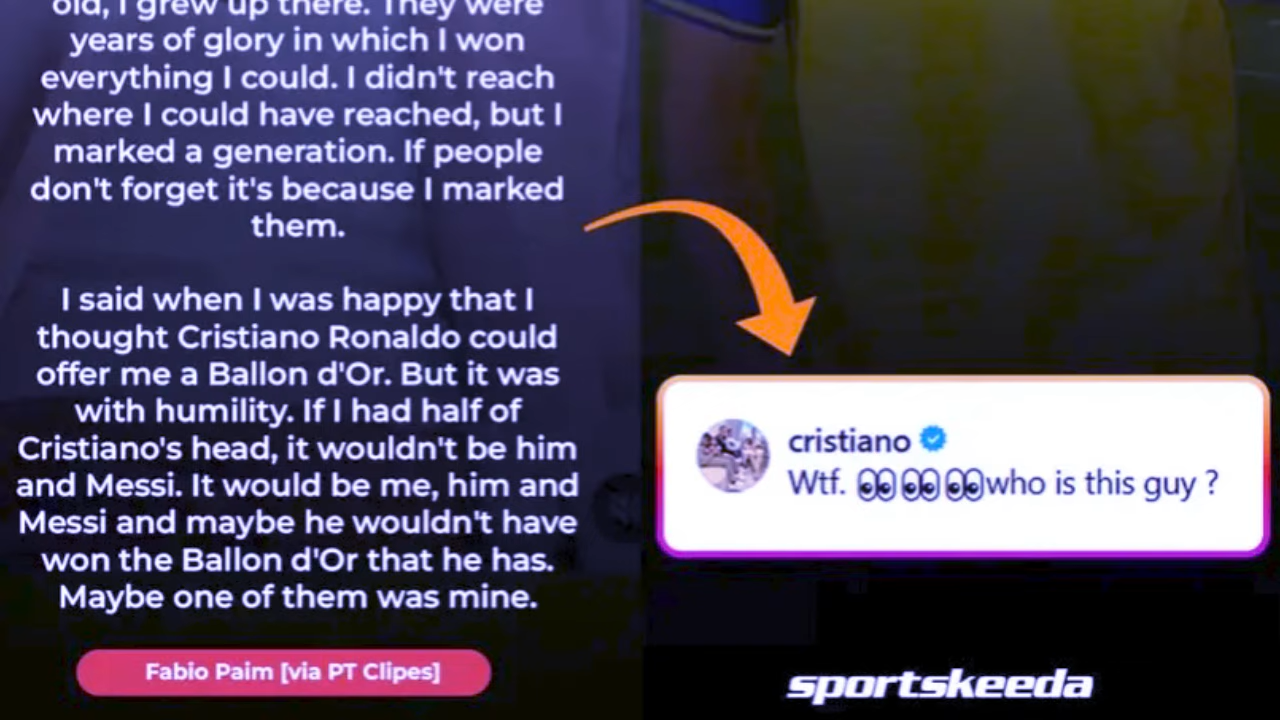 old, I grew up there. They were
years of glory in which I won
everything I could. I didn't reach
where I could have reached, but I
marked a generation. If people
don't forget it's because I marked
them.
I said when I was happy that I
thought Cristiano Ronaldo could
offer me a Ballon d'Or. But it was
with humility. If I had half of
Cristiano's head, it wouldn't be him
and Messi. It would be me, him and
Messi and maybe he wouldn't have
won the Ballon d'Or that he has.
Maybe one of them was mine.
Fabio Paim [via PT Clipes]
cristiano
Wtf. 👀👀👀who is this guy ?
sportskeeda